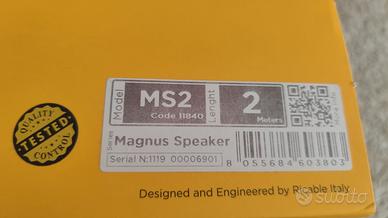 Model
MS2
Code 11840
Lenght
2
Meters
Series
Magnus Speaker
Serial N:1119 00006901
8 055684 603803
QUALITY
TESTED
CONTROL
Designed and Engineered by Ricable Italy
subito